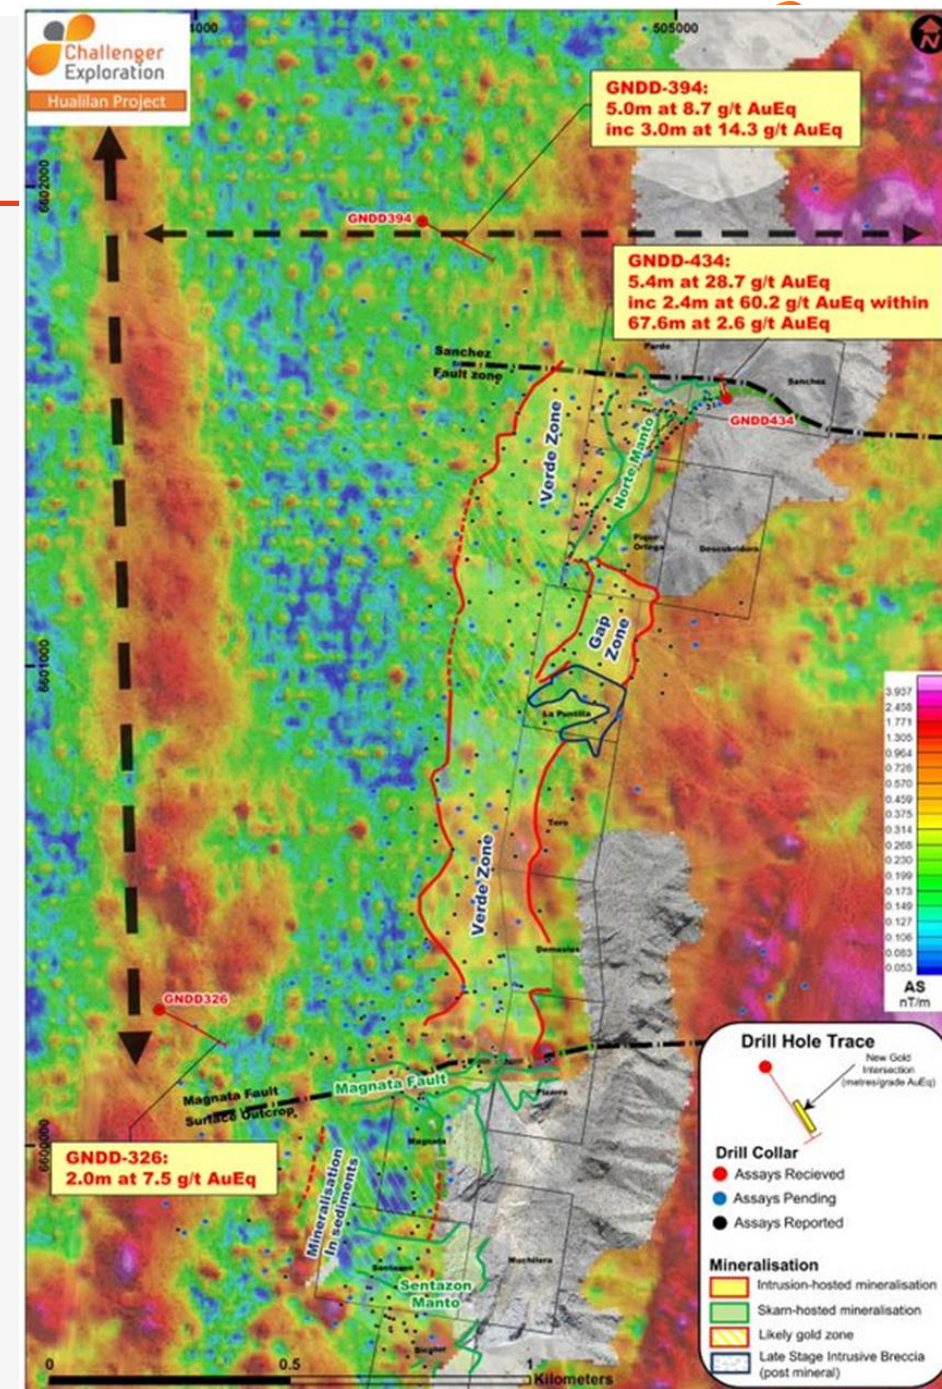 Challenger
Exploration
Hualilan Project
505000
N
GNDD-394:
5.0m at 8.7 g/t AuEq
inc 3.0m at 14.3 g/t AuEq
6602000
GNDD394
GNDD-434:
5.4m at 28.7 g/t AuEq
inc 2.4m at 60.2 g/t AuEq within
67.6m at 2.6 g/t AuEq
Sanchez
Fault zone
Pardo
Sanchez
GNDD434
Verde Zone
Norte Manto
Pique
Ortega
Descubridora
Gap
Zone
6601000
La Puntilla
Tero
Verde Zone
3.937
2.455
1.771
1.305
0.964
0.726
0.570
0.459
0.375
0.314
0.268
0.230
0.199
0.173
0.149
0.127
0.106
0.083
0.053
AS
nT/m
GNDD326
Magnata Fault
Surface Outcrop
Magnata Fault
Pizarro
6600000
GNDD-326:
2.0m at 7.5 g/t AuEq
Magnata
Mineralisation
In sediments
Sentazon
Muchilera
Sentazon
Manto
0
0.5
1
Kilometers
Drill Hole Trace
New Gold
Intersection
(metres/grade AuEq)
Drill Collar
Assays Recieved
Assays Pending
Assays Reported
Mineralisation
Intrusion-hosted mineralisation
Skarn-hosted mineralisation
Likely gold zone
Late Stage Intrusive Breccia
(post mineral)